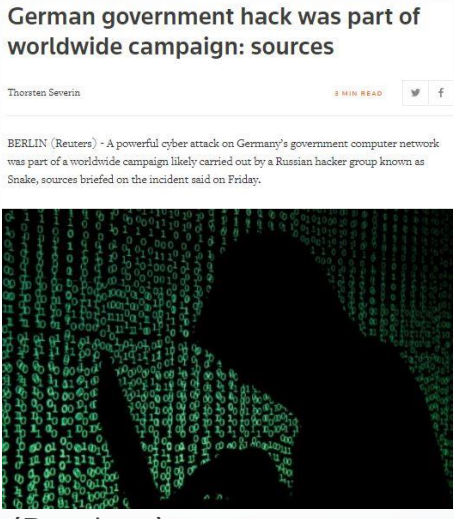 German government hack was part of
worldwide campaign: sources
Thorsten Severin
3 MIN READ
BERLIN (Reuters) - A powerful cyber attack on Germany's government computer network
was part of a worldwide campaign likely carried out by a Russian hacker group known as
Snake, sources briefed on the incident said on Friday.